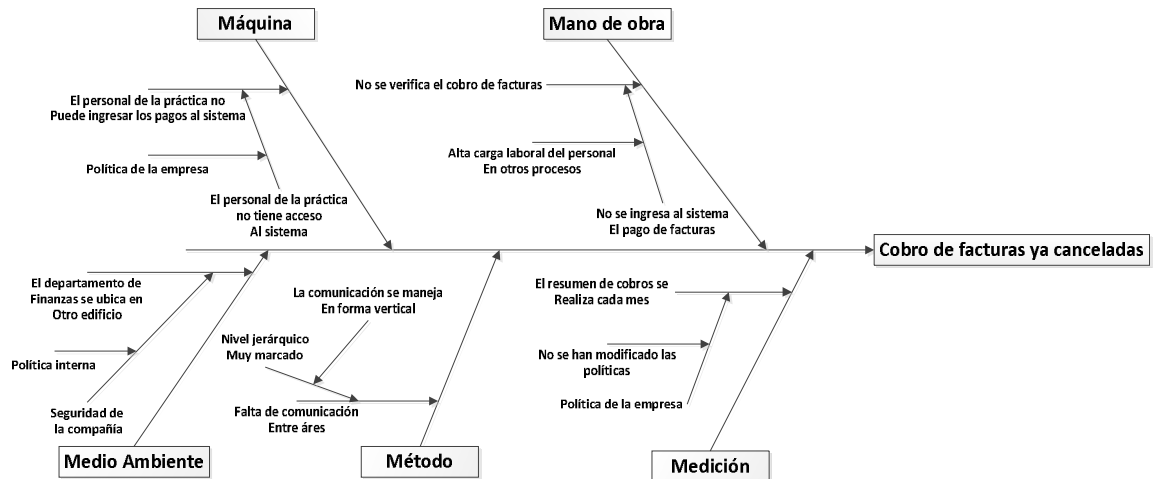 Máquina
Mano de obra
El personal de la práctica no
Puede ingresar los pagos al sistema
Política de la empresa
El personal de la práctica
no tiene acceso
Al sistema
No se verifica el cobro de facturas
Alta carga laboral del personal
En otros procesos
No se ingresa al sistema
El pago de facturas
Cobro de facturas ya canceladas
El departamento de
Finanzas se ubica en
Otro edificio
Política interna
Seguridad de
la compañía
La comunicación se maneja
En forma vertical
Nivel jerárquico
Muy marcado
Falta de comunicación
Entre áres
El resumen de cobros se
Realiza cada mes
No se han modificado las
políticas
Política de la empresa
Medio Ambiente
Método
Medición